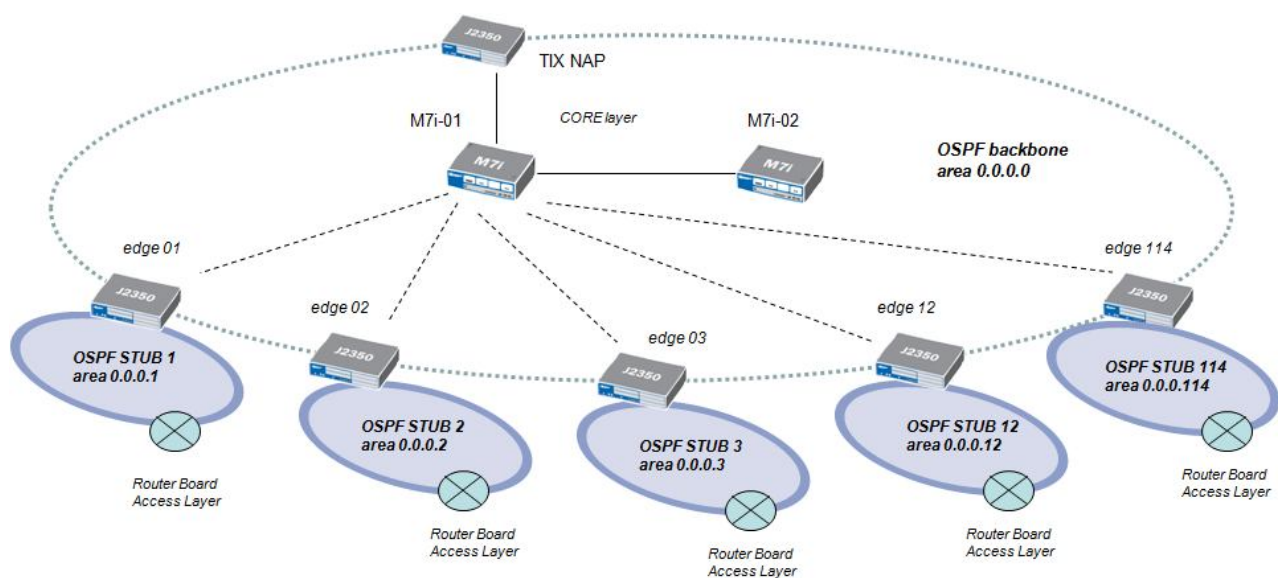 J2350
TIX NAP
M7i-01
CORE layer
M7i-02
M7i
M7i
OSPF backbone
area 0.0.0.0
edge 01
J2350
OSPF STUB 1
area 0.0.0.1
Router Board
Access Layer
edge 02
J2350
OSPF STUB 2
area 0.0.0.2
Router Board
Access Layer
edge 03
J2350
OSPF STUB 3
area 0.0.0.3
Router Board
Access Layer
edge 12
J2350
OSPF STUB 12
area 0.0.0.12
Router Board
Access Layer
edge 114
J2350
OSPF STUB 114
area 0.0.0.114
Router Board
Access Layer